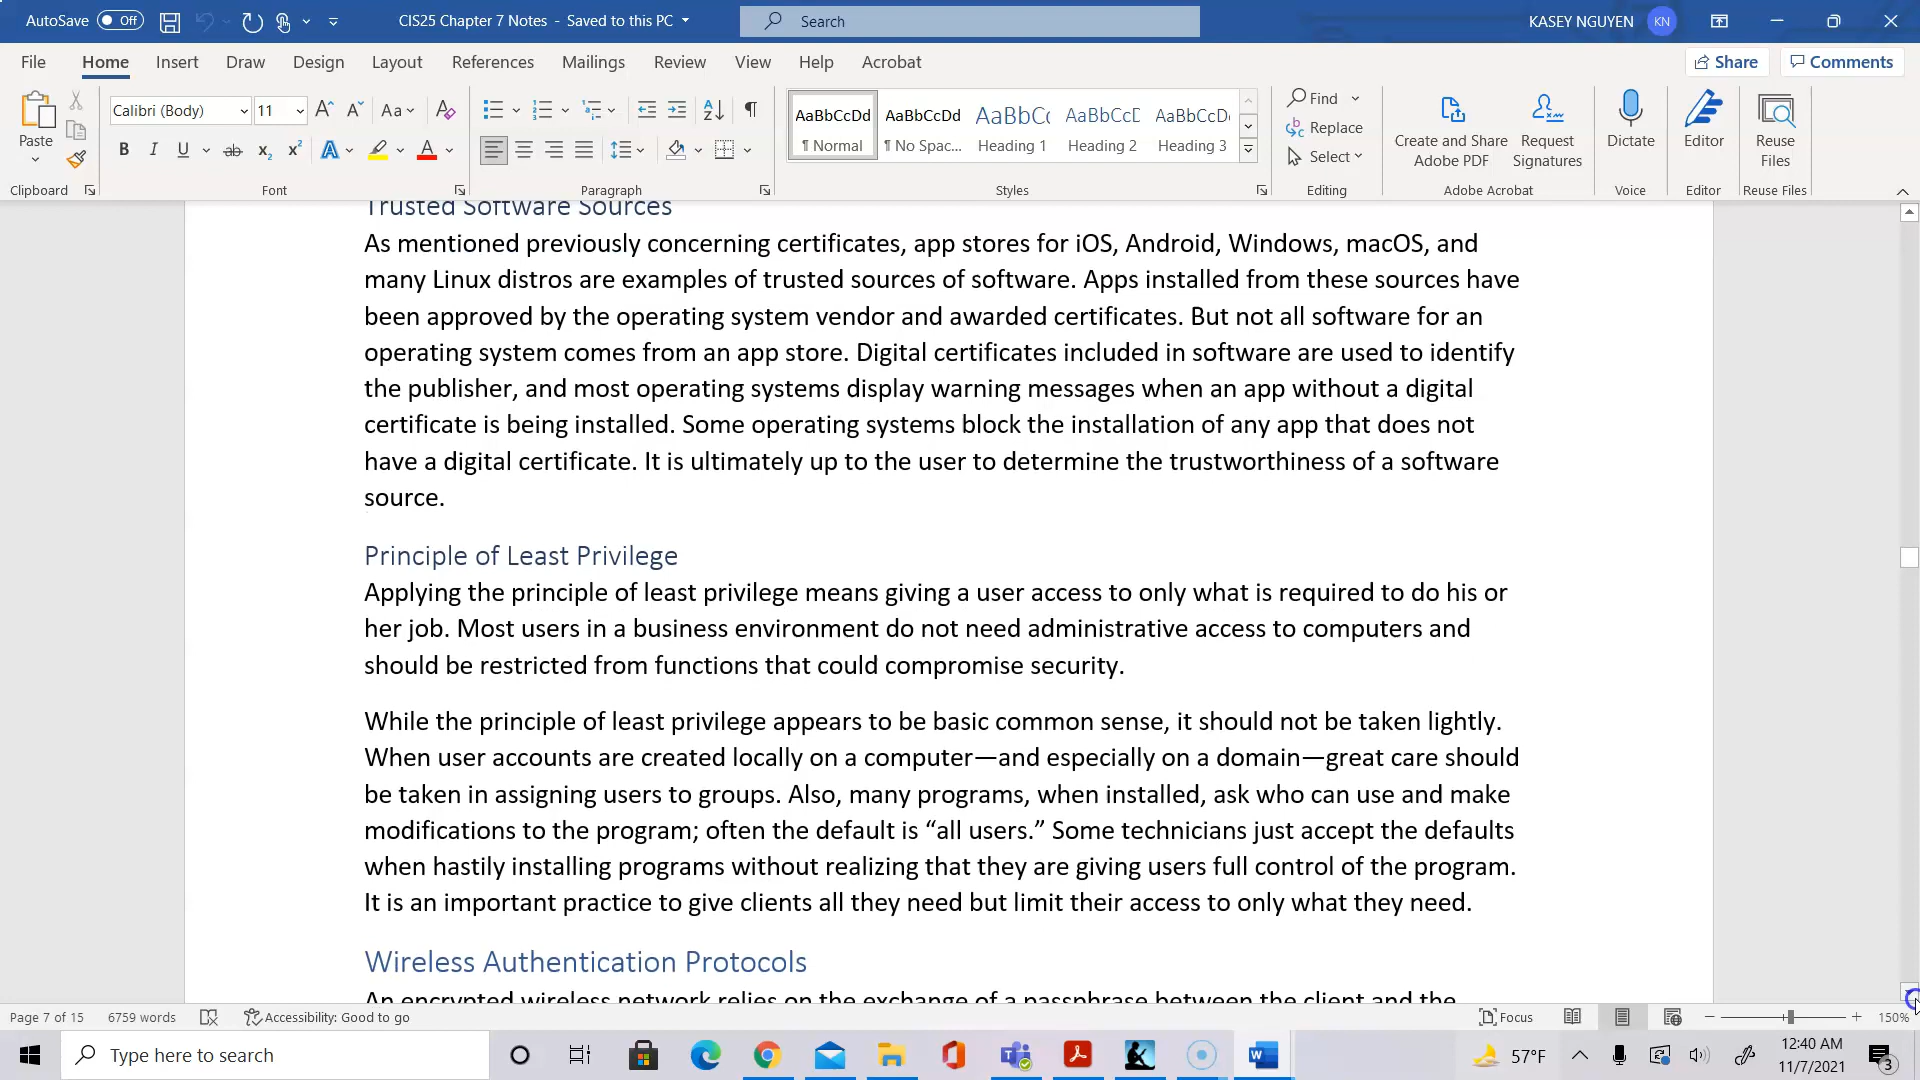 AutoSave Off CIS25 Chapter 7 Notes - Saved to this PC Search KASEY NGUYEN KN
File Home Insert Draw Design Layout References Mailings Review View Help Acrobat Share Comments
Paste Calibri (Body) 11 Aa
AaBbCcDd AaBbCcDd AaBbCc AaBbCcD AaBbCcD
¶ Normal ¶ No Spac... Heading 1 Heading 2 Heading 3
Find
Replace
Select
Create and Share Adobe PDF
Request Signatures
Dictate
Editor
Reuse Files
Clipboard Font Paragraph Styles Editing Adobe Acrobat Voice Editor Reuse Files
Trusted Software Sources
As mentioned previously concerning certificates, app stores for iOS, Android, Windows, macOS, and
many Linux distros are examples of trusted sources of software. Apps installed from these sources have
been approved by the operating system vendor and awarded certificates. But not all software for an
operating system comes from an app store. Digital certificates included in software are used to identify
the publisher, and most operating systems display warning messages when an app without a digital
certificate is being installed. Some operating systems block the installation of any app that does not
have a digital certificate. It is ultimately up to the user to determine the trustworthiness of a software
source.
Principle of Least Privilege
Applying the principle of least privilege means giving a user access to only what is required to do his or
her job. Most users in a business environment do not need administrative access to computers and
should be restricted from functions that could compromise security.
While the principle of least privilege appears to be basic common sense, it should not be taken lightly.
When user accounts are created locally on a computer—and especially on a domain—great care should
be taken in assigning users to groups. Also, many programs, when installed, ask who can use and make
modifications to the program; often the default is “all users.” Some technicians just accept the defaults
when hastily installing programs without realizing that they are giving users full control of the program.
It is an important practice to give clients all they need but limit their access to only what they need.
Wireless Authentication Protocols
An encrypted wireless network relies on the exchange of a passphrase between the client and the
Page 7 of 15 6759 words Accessibility: Good to go Focus 150%
Type here to search 57°F 12:40 AM
11/7/2021 3